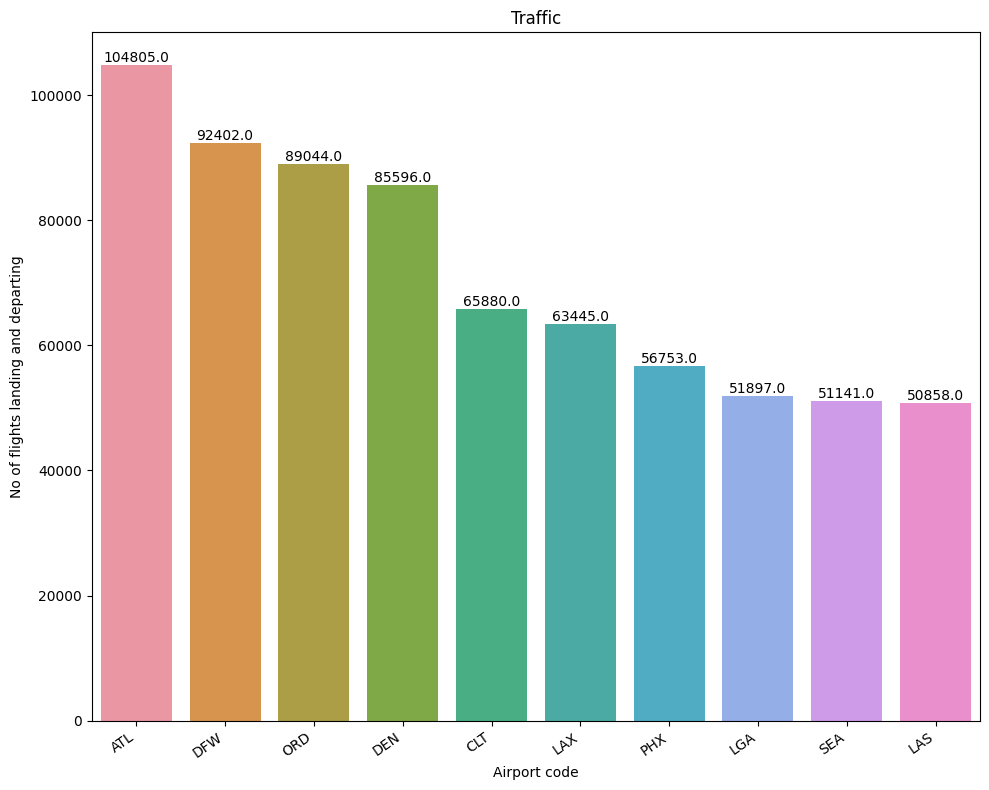 Traffic
104805.0
92402.0
89044.0
85596.0
65880.0
63445.0
56753.0
51897.0
51141.0
50858.0
100000
80000
60000
40000
20000
0
No of flights landing and departing
ATL
DFW
ORD
DEN
CLT
LAX
PHX
LGA
SEA
LAS
Airport code